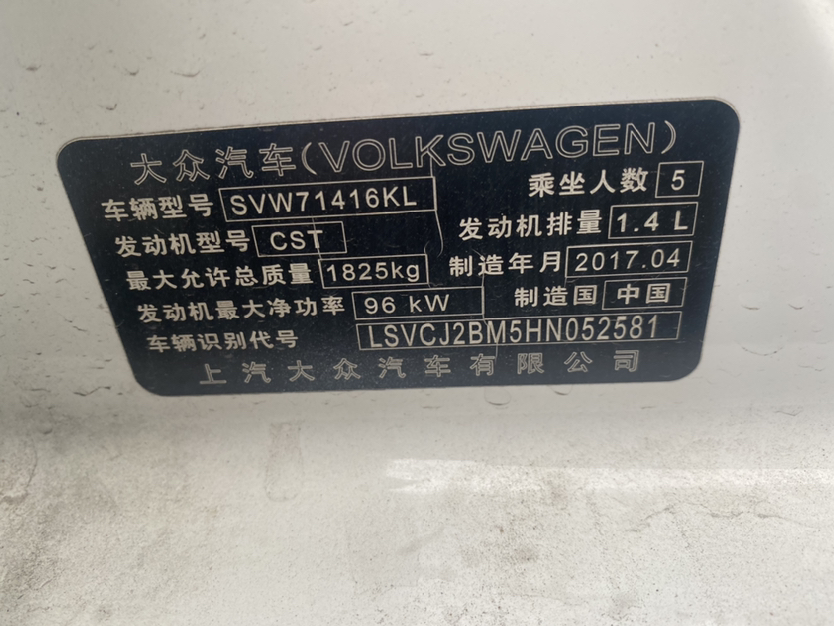 大众汽车(VOLKSWAGEN)
车辆型号 SVW71416KL 乘坐人数 5
发动机型号 CST 发动机排量 1.4 L
最大允许总质量 1825kg 制造年月 2017.04
发动机最大净功率 96 kW 制造国 中国
车辆识别代号 LSVCJ2BM5HN052581
上汽大众汽车有限公司